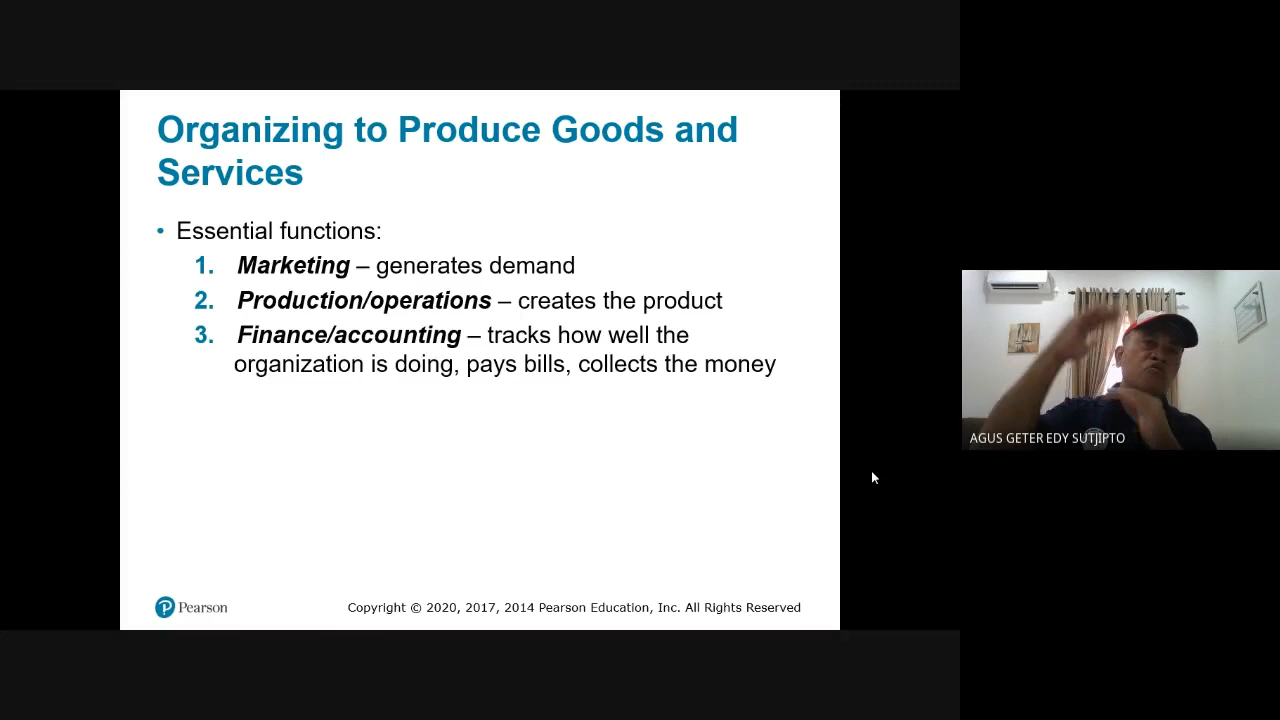 Organizing to Produce Goods and
Services
• Essential functions:
1. Marketing – generates demand
2. Production/operations – creates the product
3. Finance/accounting – tracks how well the
organization is doing, pays bills, collects the money
Pearson
Copyright © 2020, 2017, 2014 Pearson Education, Inc. All Rights Reserved
AGUS GETER EDY SUTJIPTO